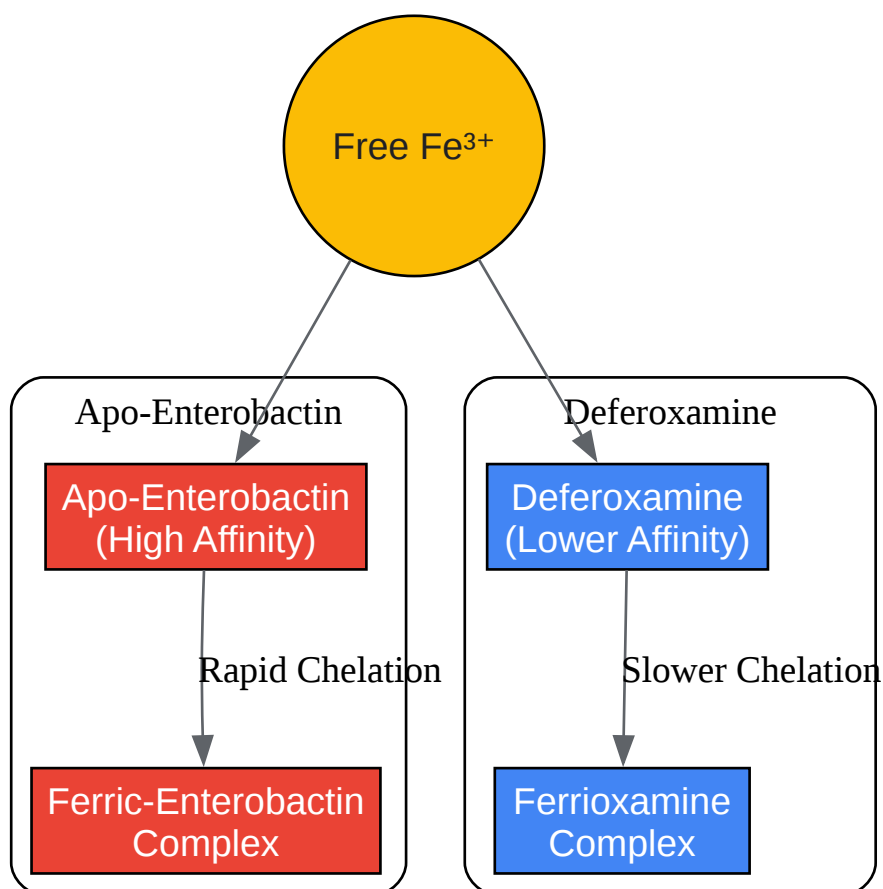 Free Fe³⁺
Apo-Enterobactin
Apo-Enterobactin
(High Affinity)
Rapid Chelation
Ferric-Enterobactin
Complex
Deferoxamine
Deferoxamine
(Lower Affinity)
Slower Chelation
Ferrioxamine
Complex